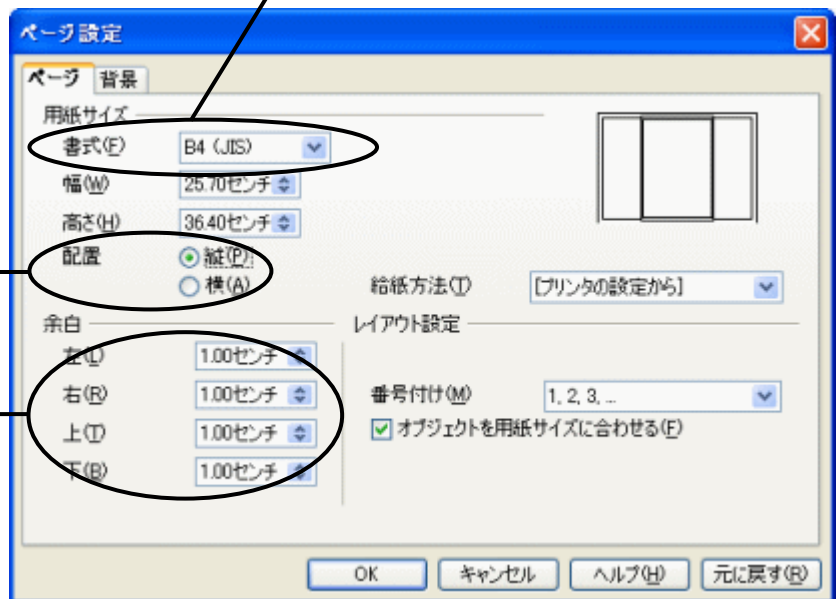 ページ設定
ページ 背景
用紙サイズ
書式(F) B4 (JIS)
幅(W) 25.70センチ
高さ(H) 36.40センチ
配置 縦(P)
横(A)
給紙方法(T) [プリンタの設定から]
余白
レイアウト設定
左(L) 1.00センチ
右(R) 1.00センチ
番号付け(M) 1, 2, 3, ...
上(T) 1.00センチ
オブジェクトを用紙サイズに合わせる(F)
下(B) 1.00センチ
OK キャンセル ヘルプ(H) 元に戻す(R)